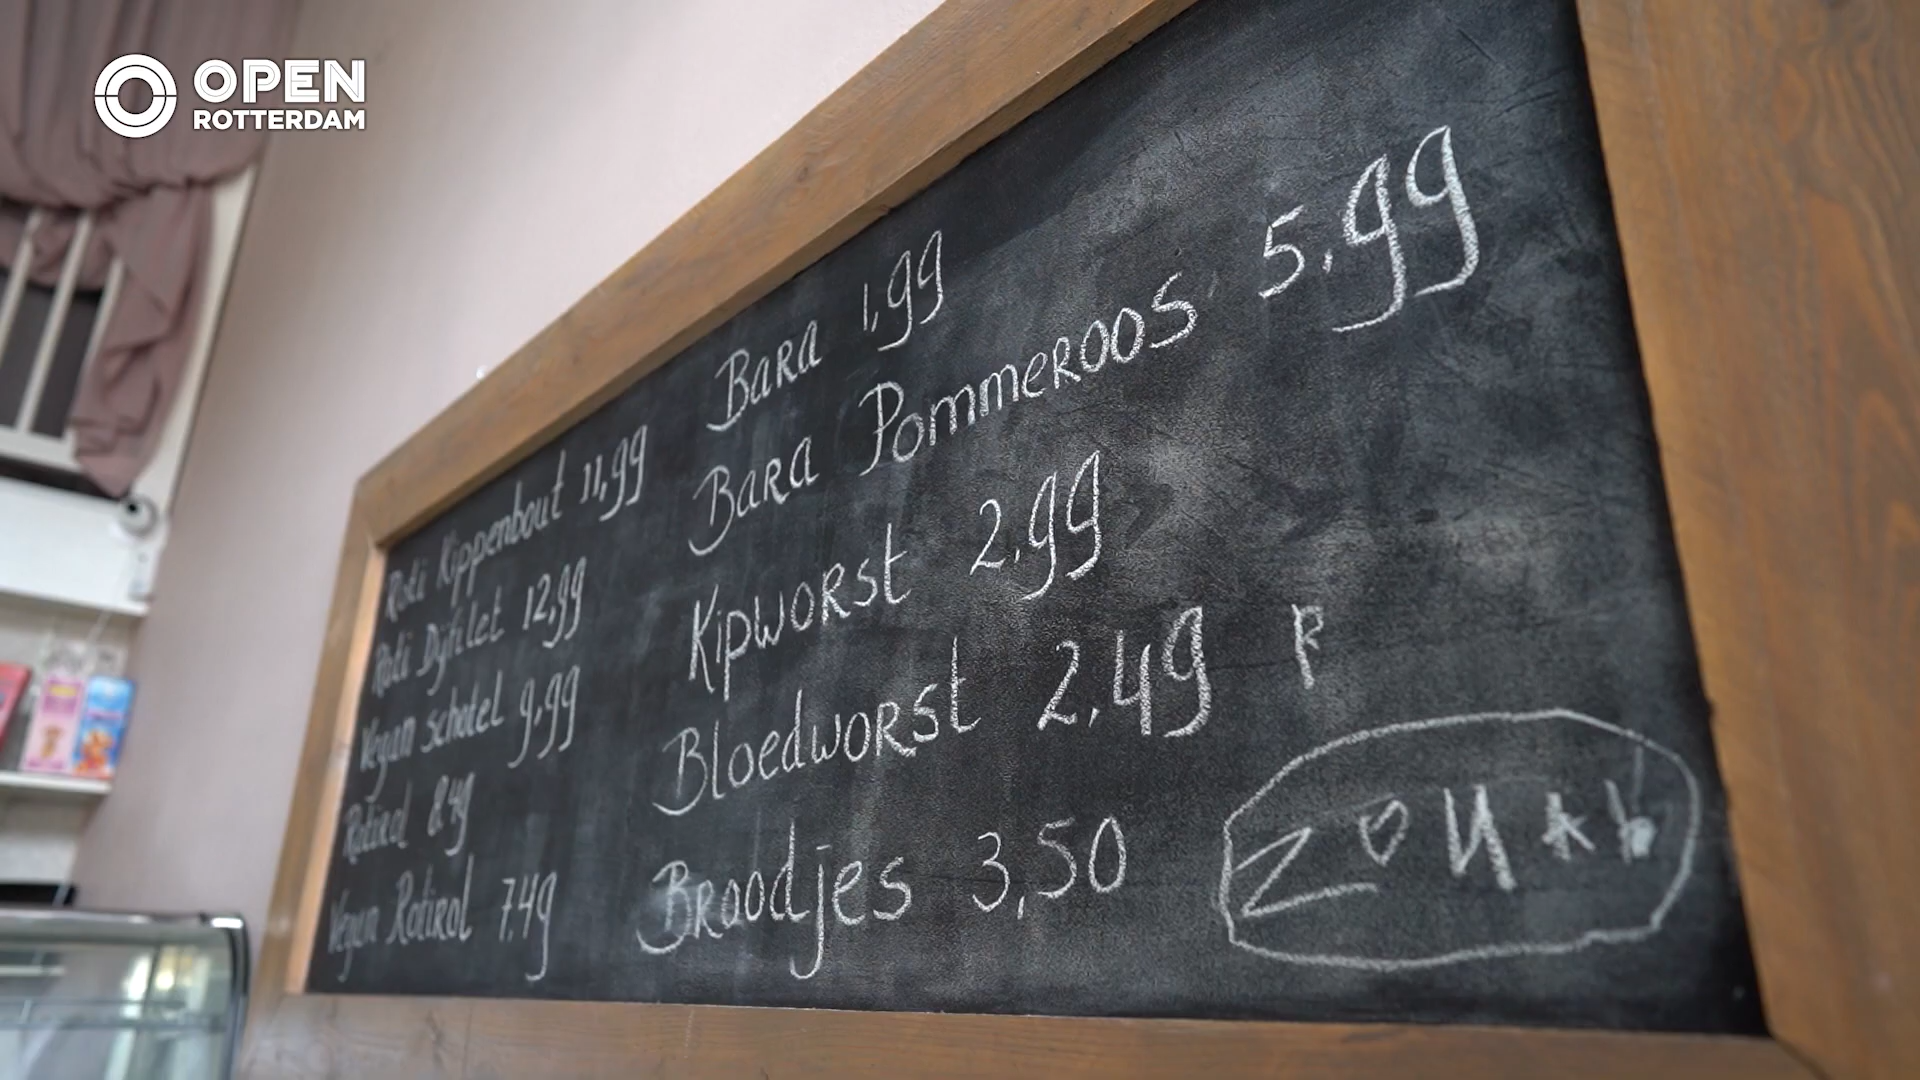 OPEN
ROTTERDAM
Roti Kippenbout 11,99
Roti Dijfilet 12,99
Vegan schotel 9,99
Rotirol 8,49
Vegan Rotirol 7,49
Bara 1,99
Bara Pommeroos 5,99
Kipworst 2,99
Bloedworst 2,49
Broodjes 3,50